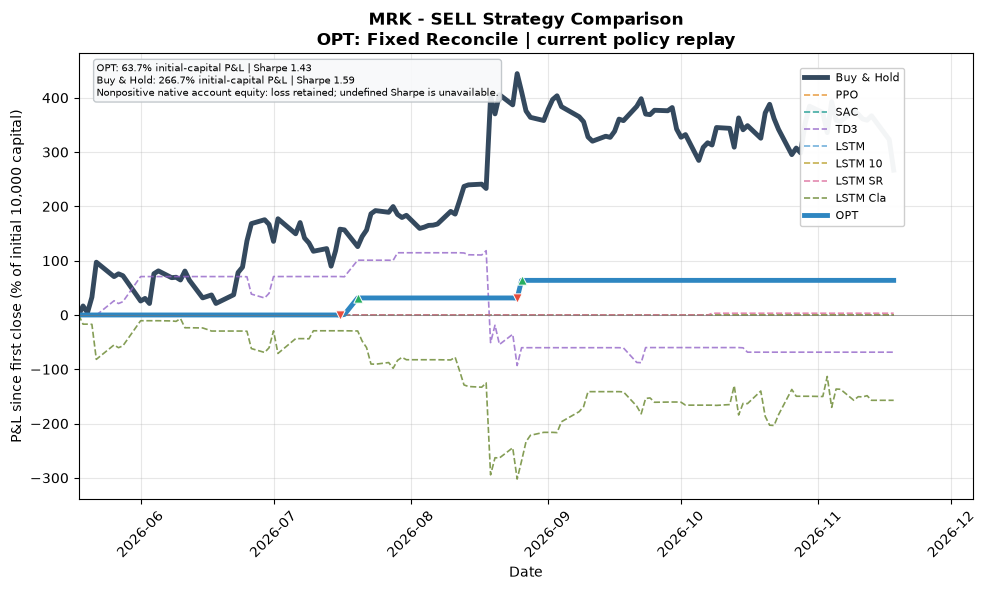 MRK - SELL Strategy Comparison
OPT: Fixed Reconcile | current policy replay
OPT: 63.7% initial-capital P&L | Sharpe 1.43
Buy & Hold: 266.7% initial-capital P&L | Sharpe 1.59
Nonpositive native account equity: loss retained; undefined Sharpe is unavailable.
Buy & Hold
PPO
SAC
TD3
LSTM
LSTM 10
LSTM SR
LSTM Cla
OPT
P&L since first close (% of initial 10,000 capital)
400
300
200
100
0
−100
−200
−300
2026-06
2026-07
2026-08
2026-09
2026-10
2026-11
2026-12
Date